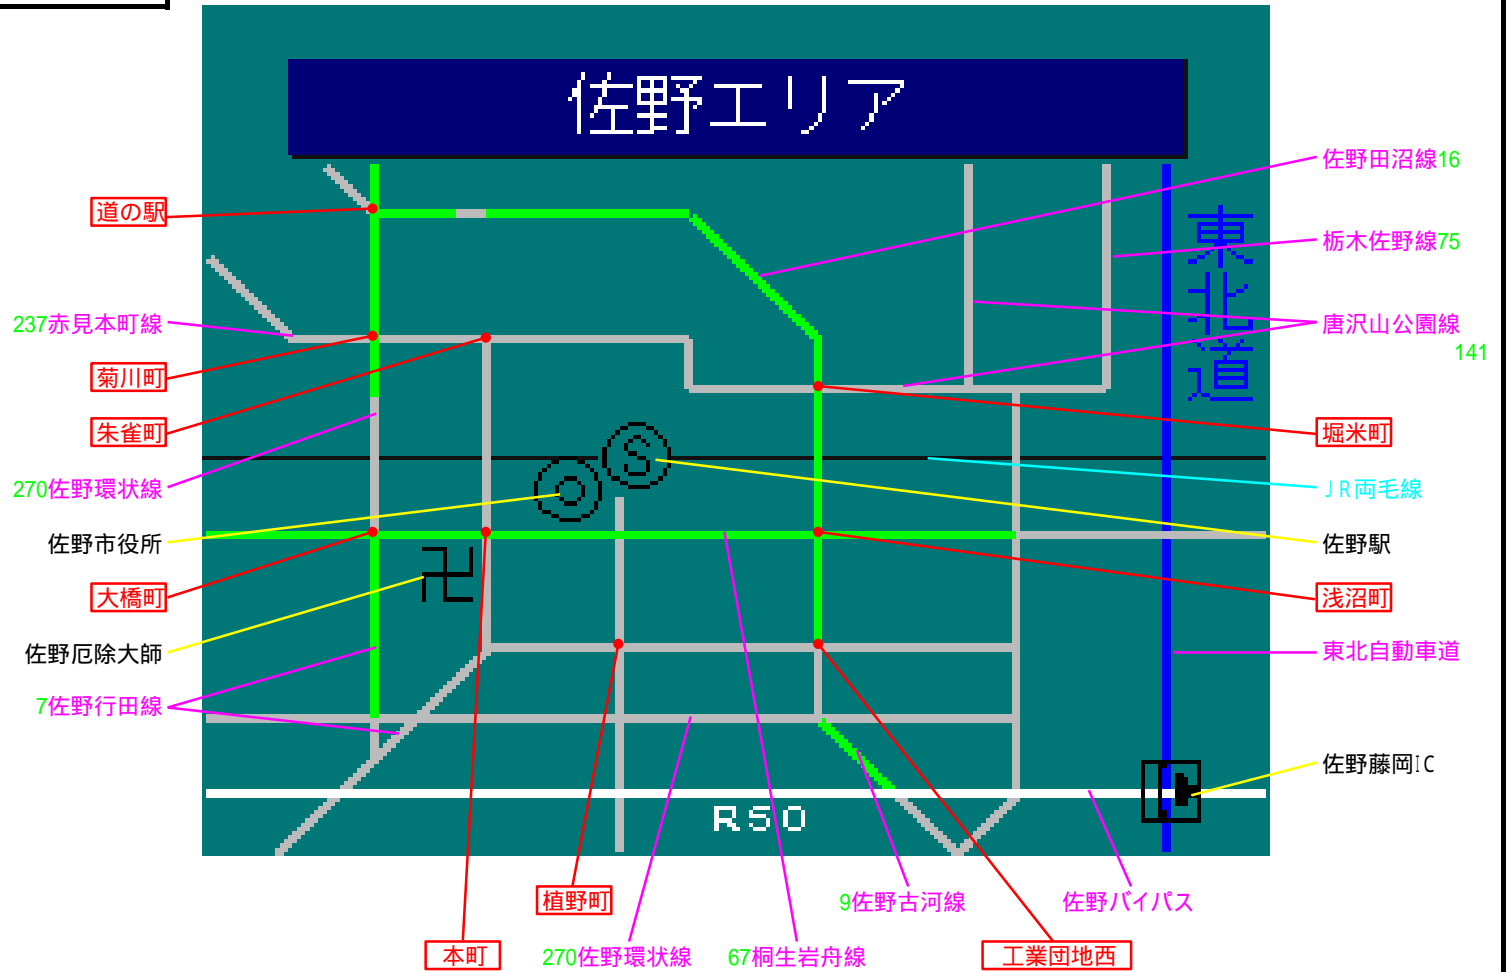 佐野エリア
佐野田沼線16
道の駅
栃木佐野線75
東北道
237赤見本町線
唐沢山公園線
141
菊川町
朱雀町
堀米町
270佐野環状線
JR両毛線
S
佐野市役所
佐野駅
大橋町
浅沼町
卍
佐野厄除大師
東北自動車道
7佐野行田線
佐野藤岡IC
R50
植野町
9佐野古河線
佐野バイパス
本町
270佐野環状線
67桐生岩舟線
工業団地西